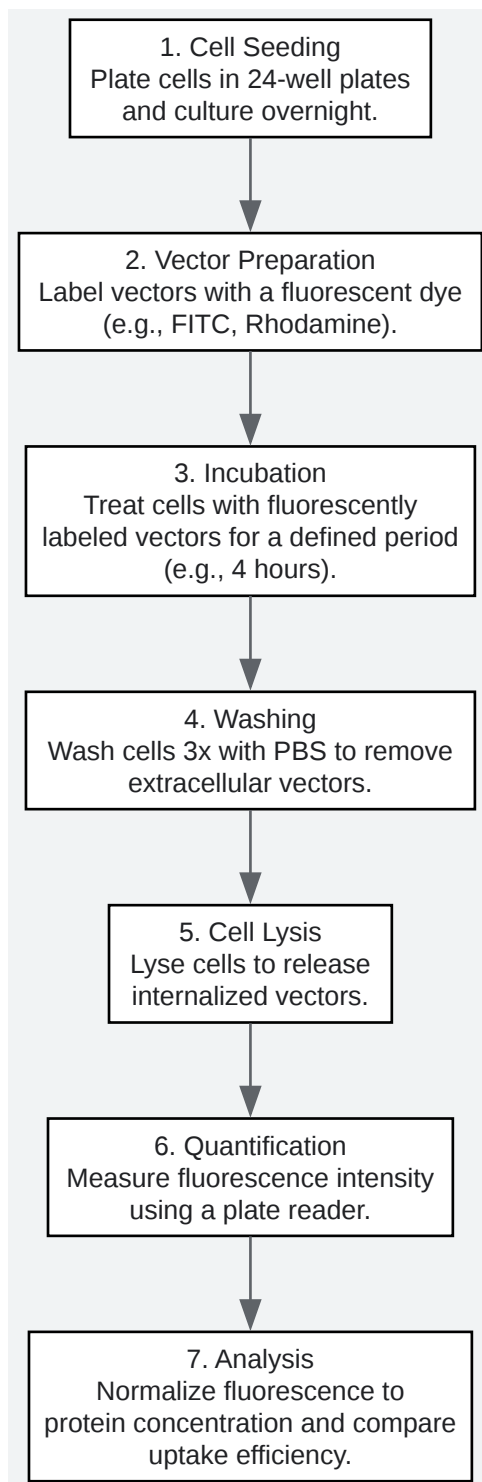 1. Cell Seeding
Plate cells in 24-well plates
and culture overnight.
2. Vector Preparation
Label vectors with a fluorescent dye
(e.g., FITC, Rhodamine).
3. Incubation
Treat cells with fluorescently
labeled vectors for a defined period
(e.g., 4 hours).
4. Washing
Wash cells 3x with PBS to remove
extracellular vectors.
5. Cell Lysis
Lyse cells to release
internalized vectors.
6. Quantification
Measure fluorescence intensity
using a plate reader.
7. Analysis
Normalize fluorescence to
protein concentration and compare
uptake efficiency.